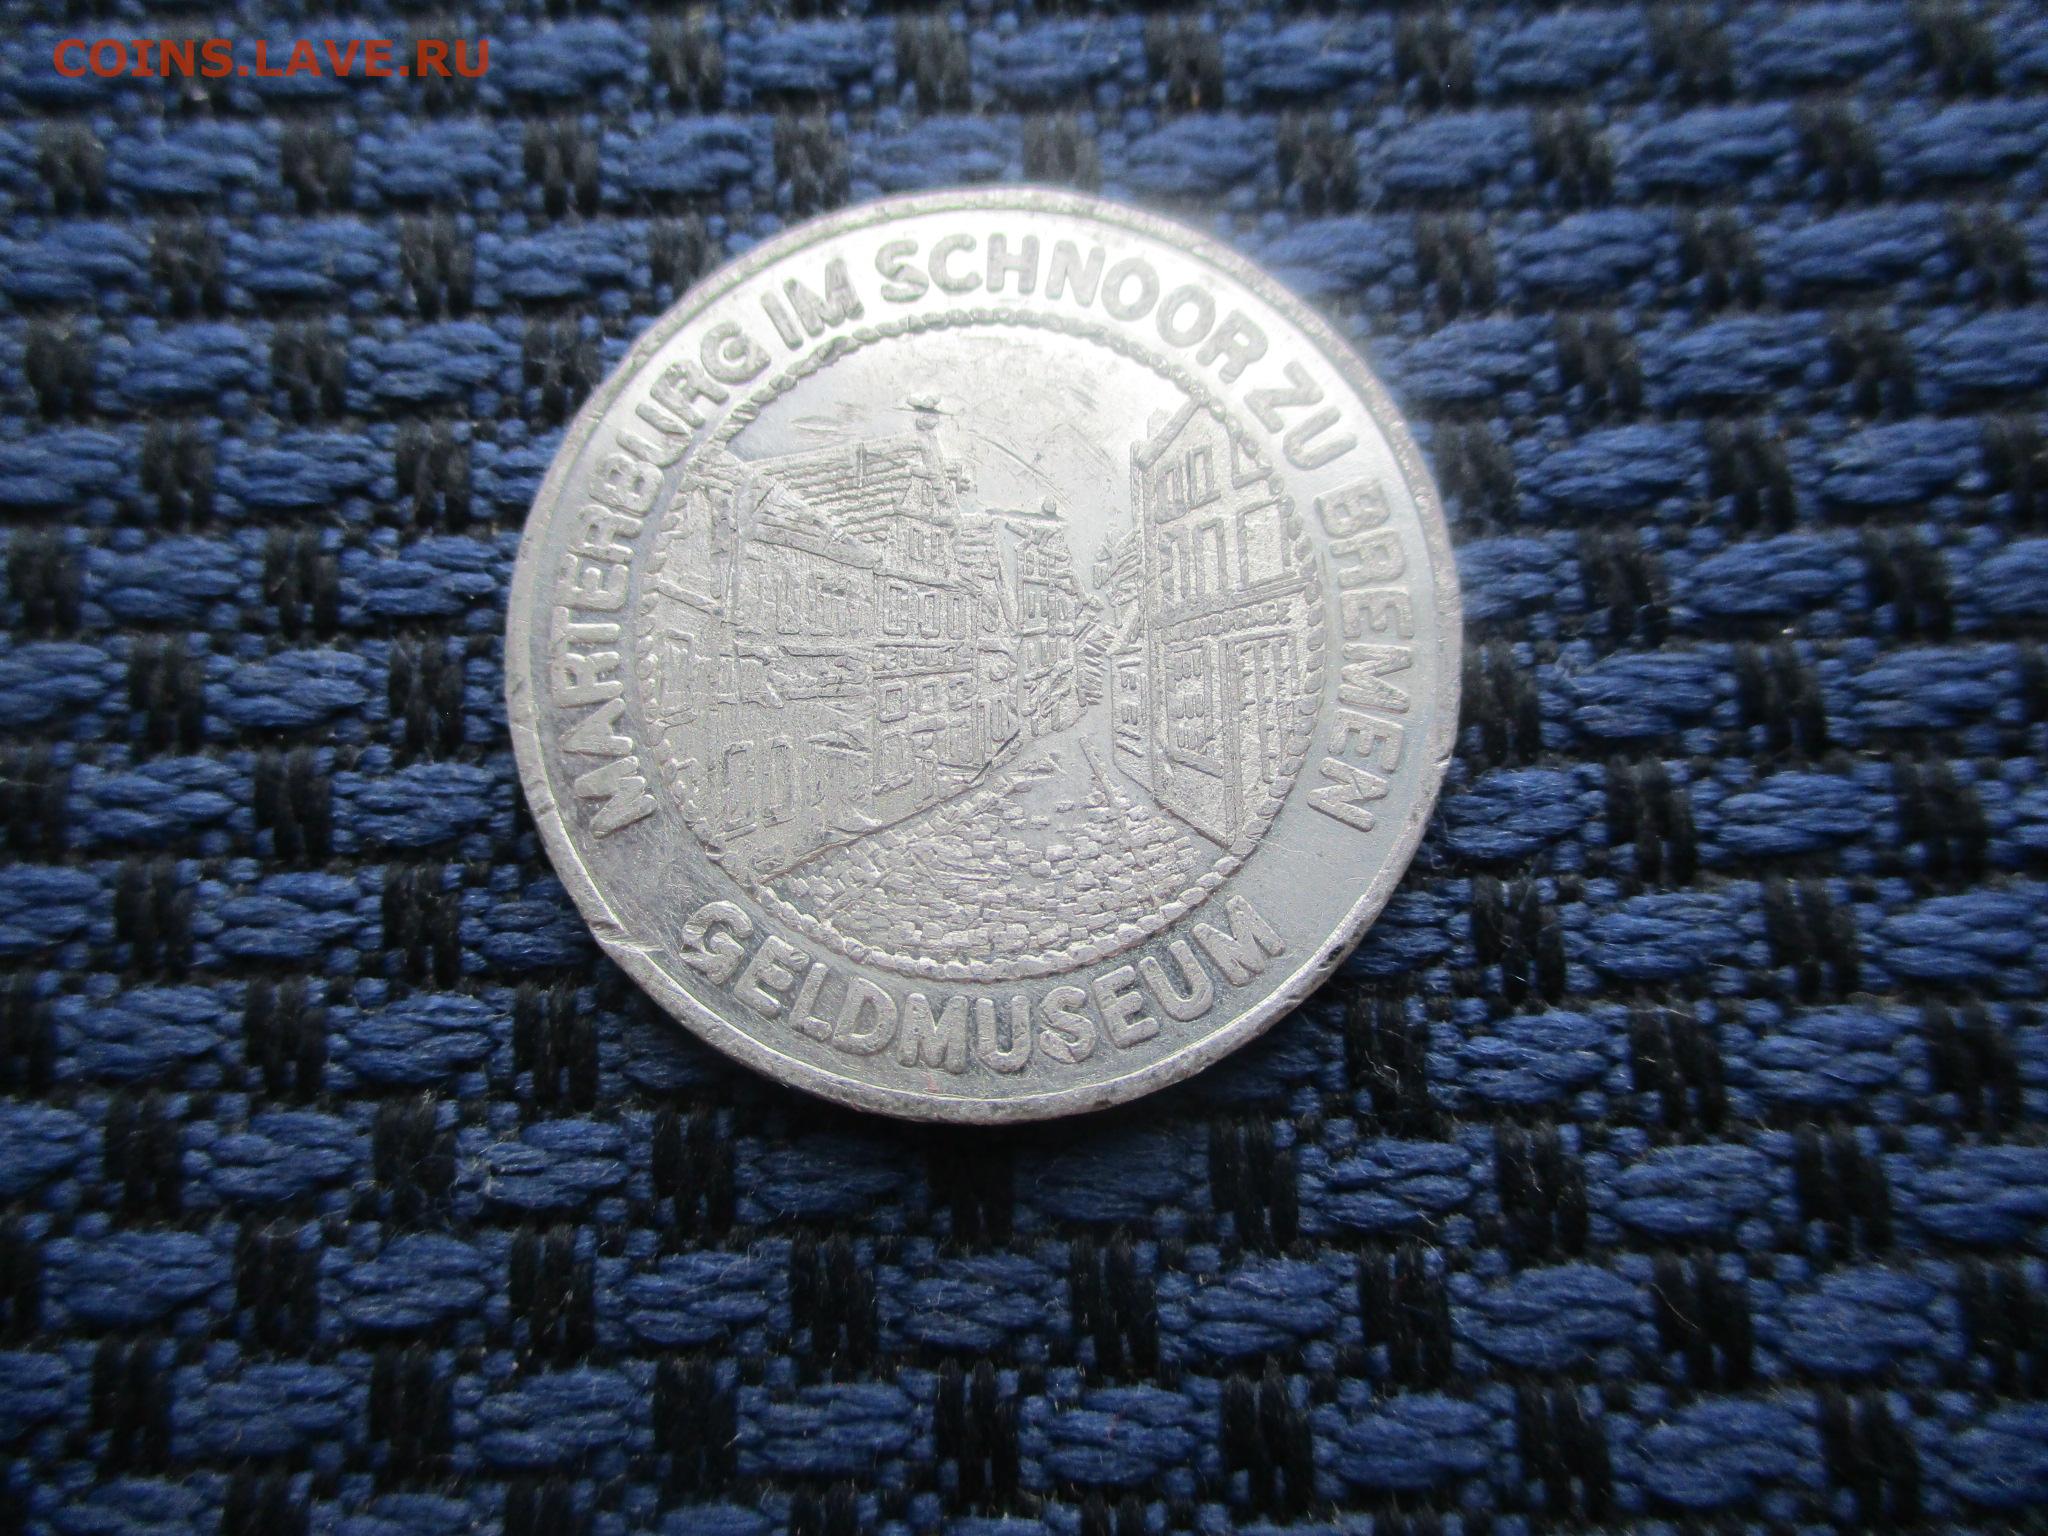 COINS.LAVE.RU
MARTERBURG IM SCHNOOR ZU BREMEN
GELDMUSEUM